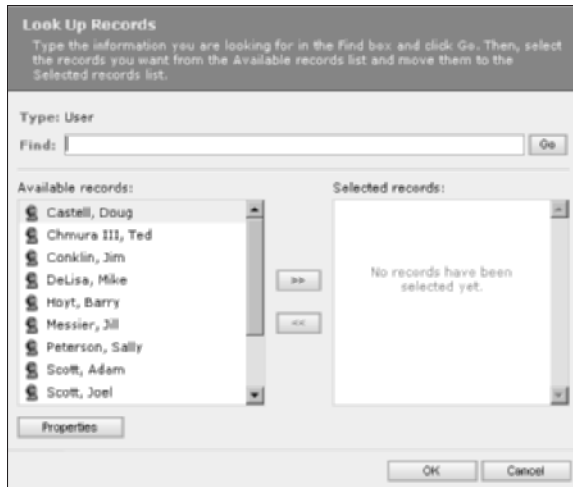 Look Up Records
Type the information you are looking for in the Find box and click Go. Then, select
the records you want from the Available records list and move them to the
Selected records list.
Type: User
Find:
Go
Available records:
Selected records:
Castell, Doug
Chmura III, Ted
Conklin, Jim
DeLisa, Mike
Hoyt, Barry
Messier, Jill
Peterson, Sally
Scott, Adam
Scott, Joel
>>
<<
No records have been
selected yet.
Properties
OK
Cancel